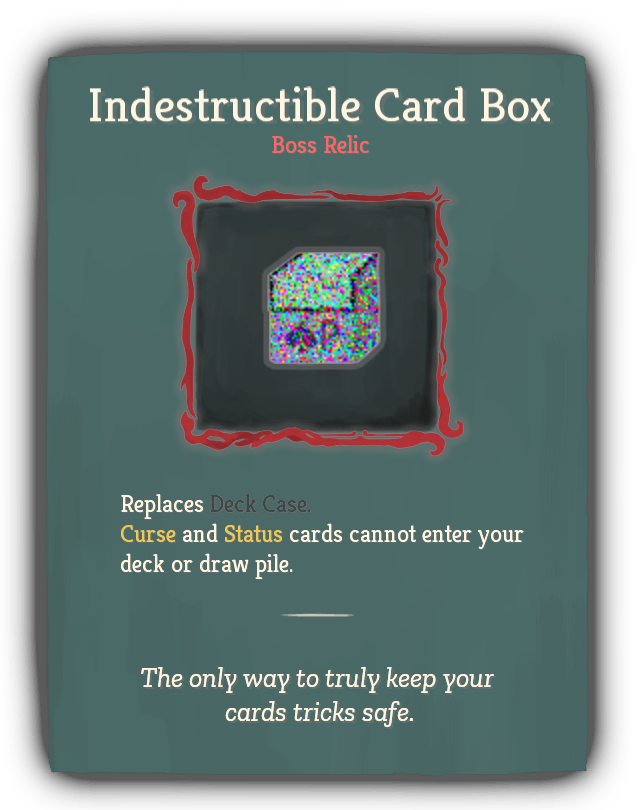 Indestructible Card Box
Boss Relic
Replaces Deck Case.
Curse and Status cards cannot enter your
deck or draw pile.
The only way to truly keep your
cards tricks safe.